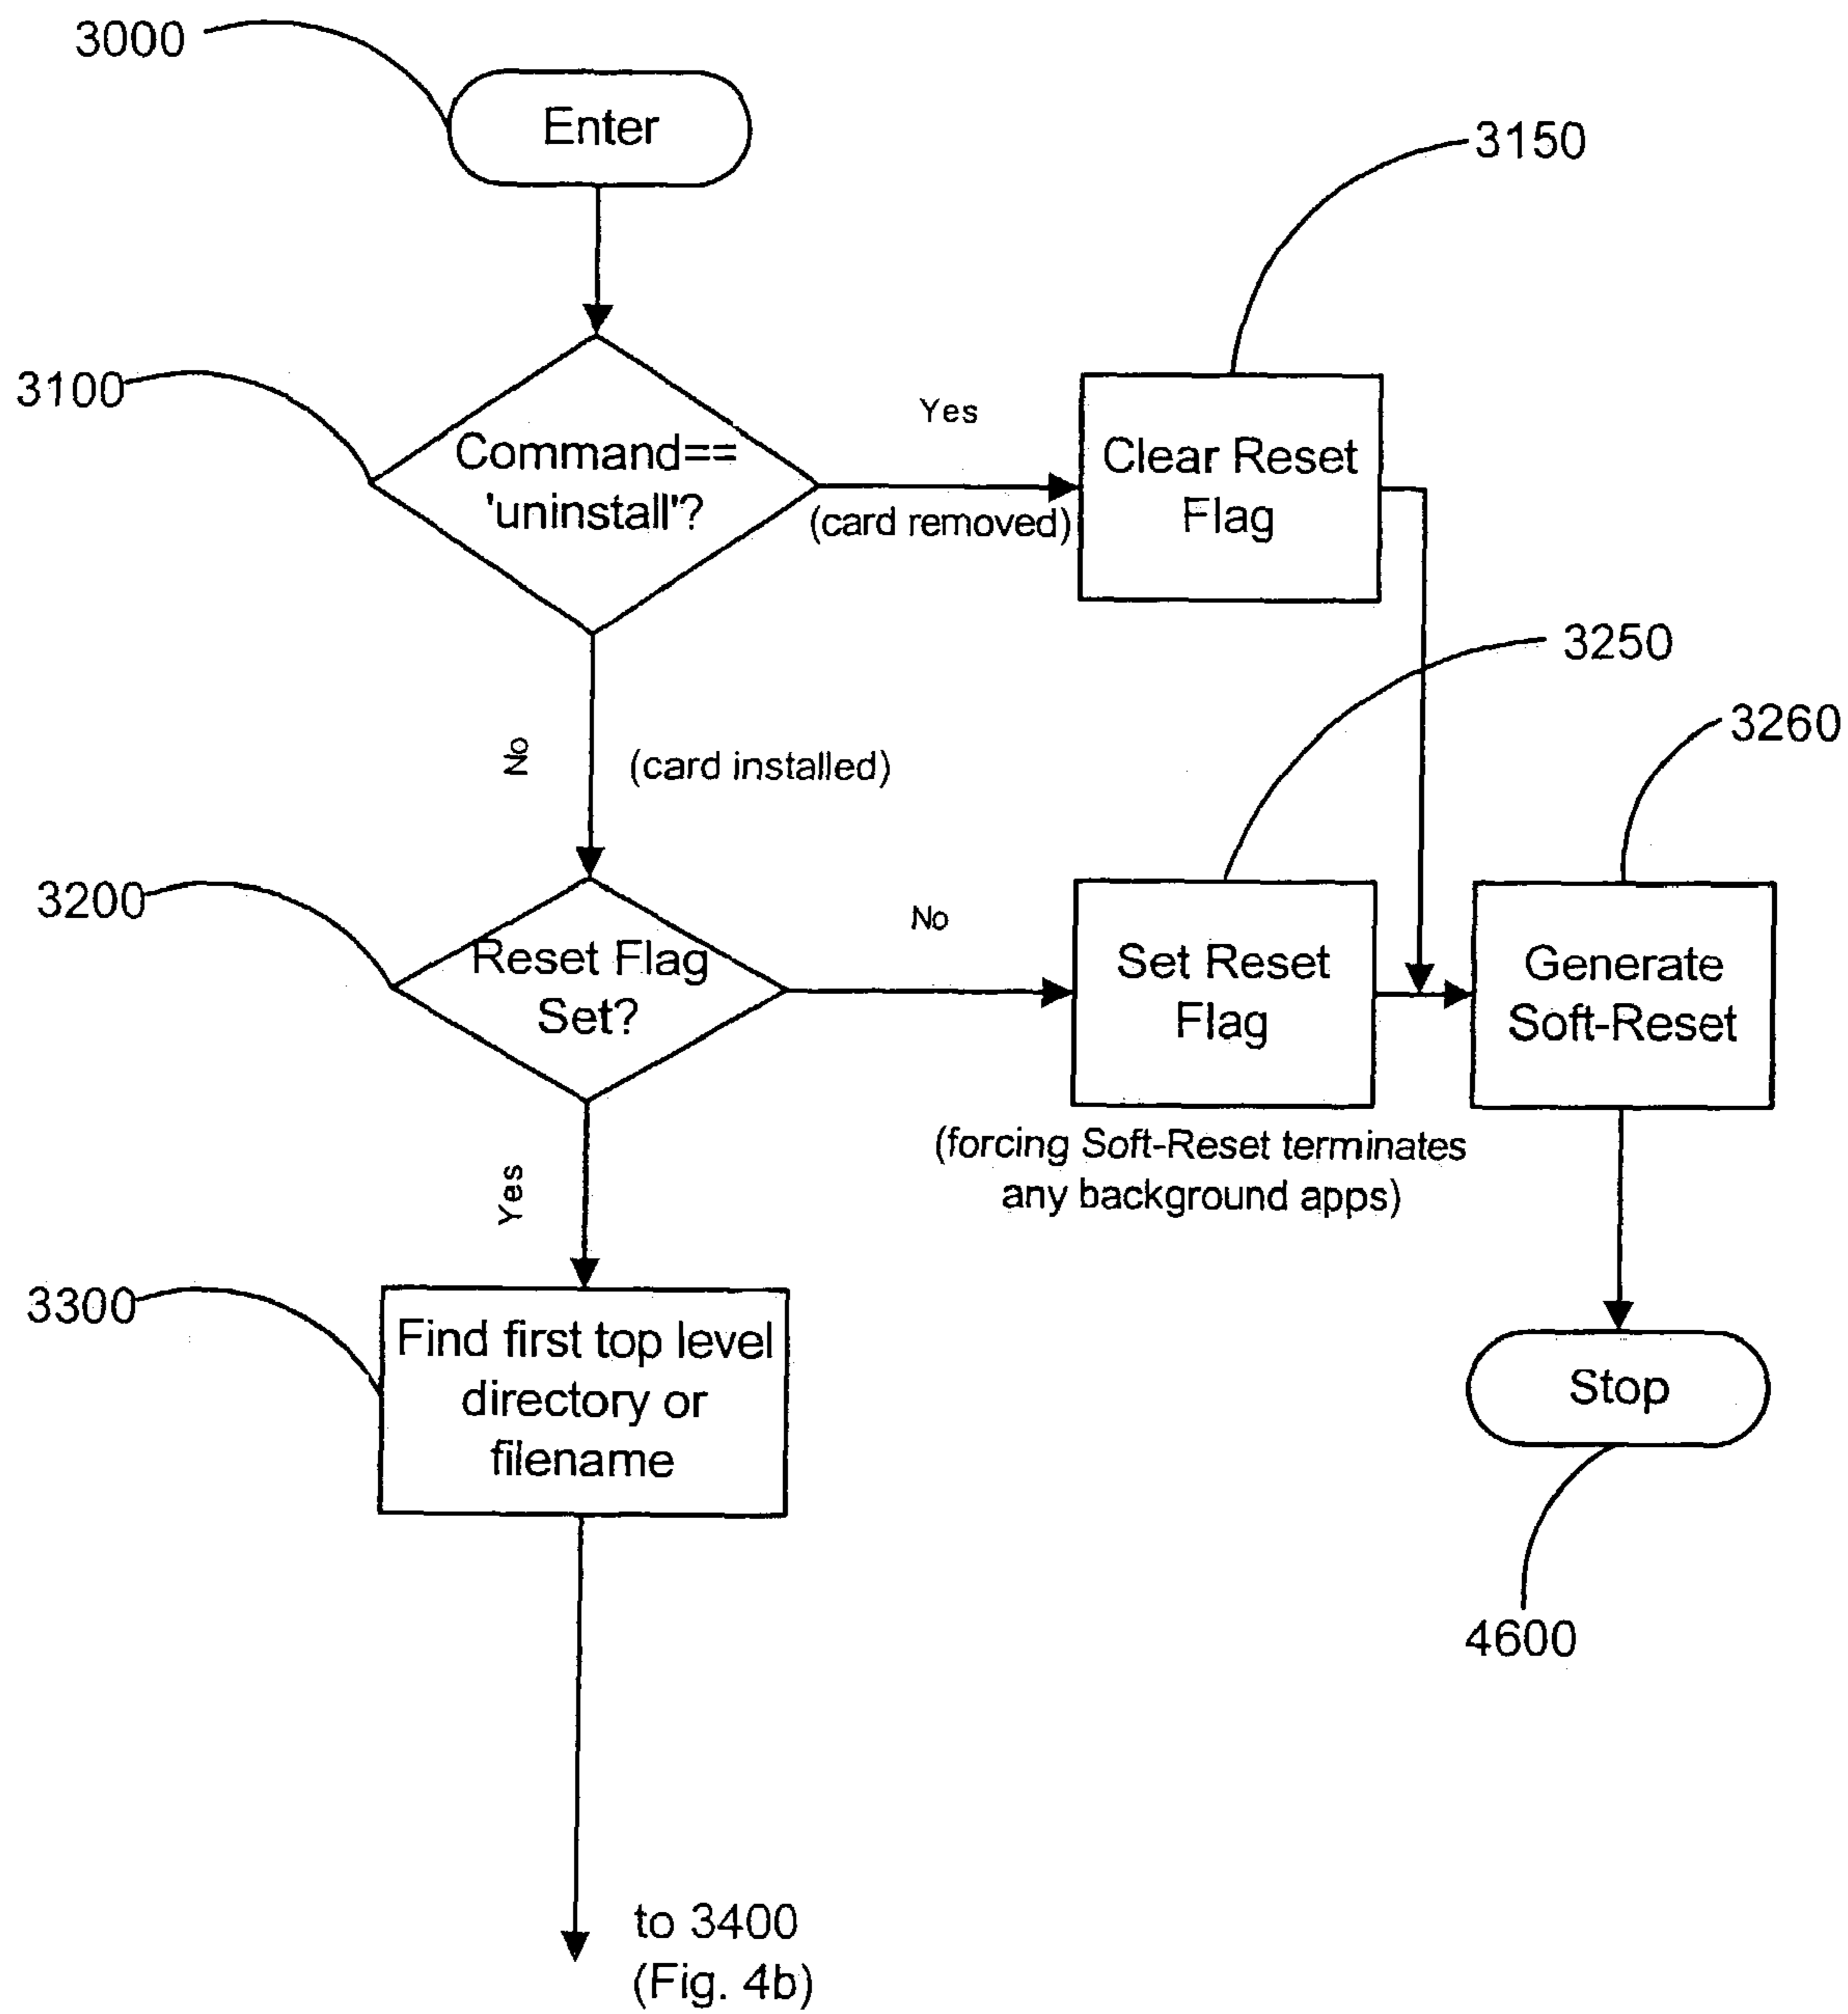 3000
Enter
3150
3100
Command==
'uninstall'?
Yes
(card removed)
Clear Reset
Flag
3250
3260
No
(card installed)
3200
Reset Flag
Set?
No
Set Reset
Flag
Generate
Soft-Reset
(forcing Soft-Reset terminates
any background apps)
Yes
3300
Find first top level
directory or
filename
Stop
4600
to 3400
(Fig. 4b)